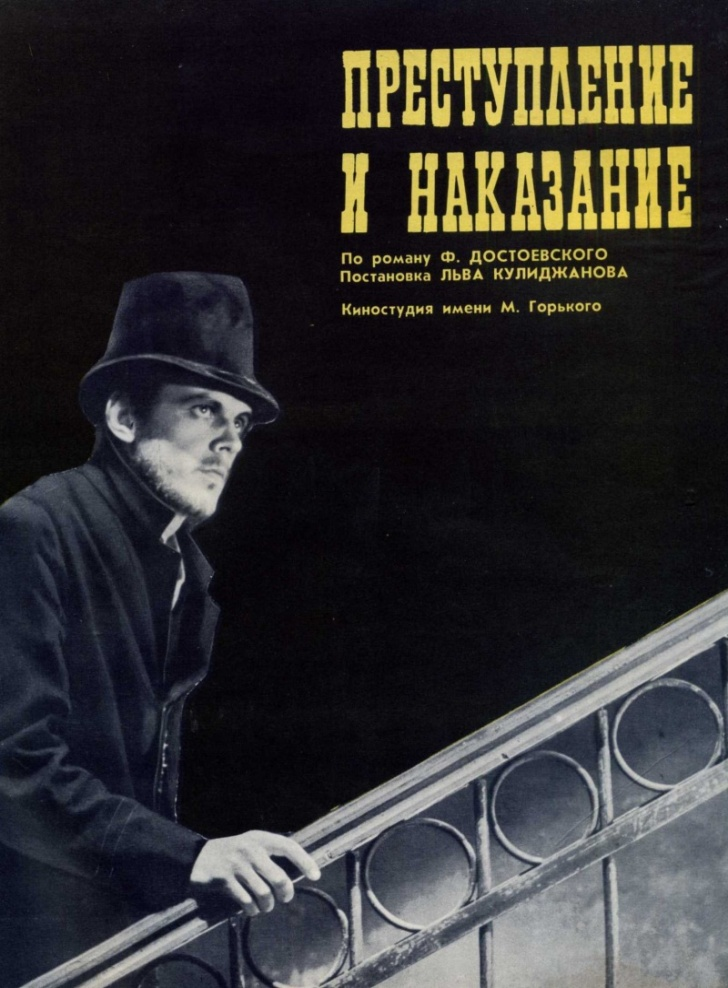 ПРЕСТУПЛЕНИЕ
И НАКАЗАНИЕ
По роману Ф. ДОСТОЕВСКОГО
Постановка ЛЬВА КУЛИДЖАНОВА
Киностудия имени М. Горького